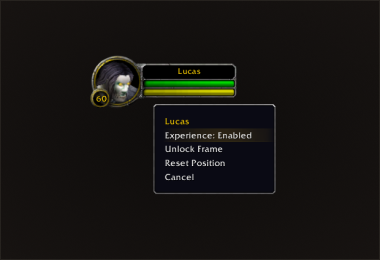 Lucas
60
Lucas
Experience: Enabled
Unlock Frame
Reset Position
Cancel